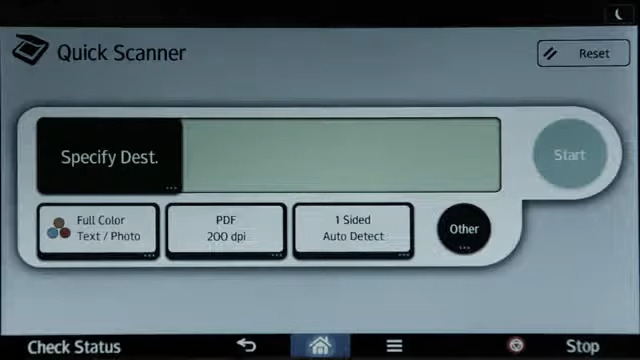 Quick Scanner
Reset
Specify Dest.
Start
Full Color
Text / Photo
PDF
200 dpi
1 Sided
Auto Detect
Other
Check Status
Stop